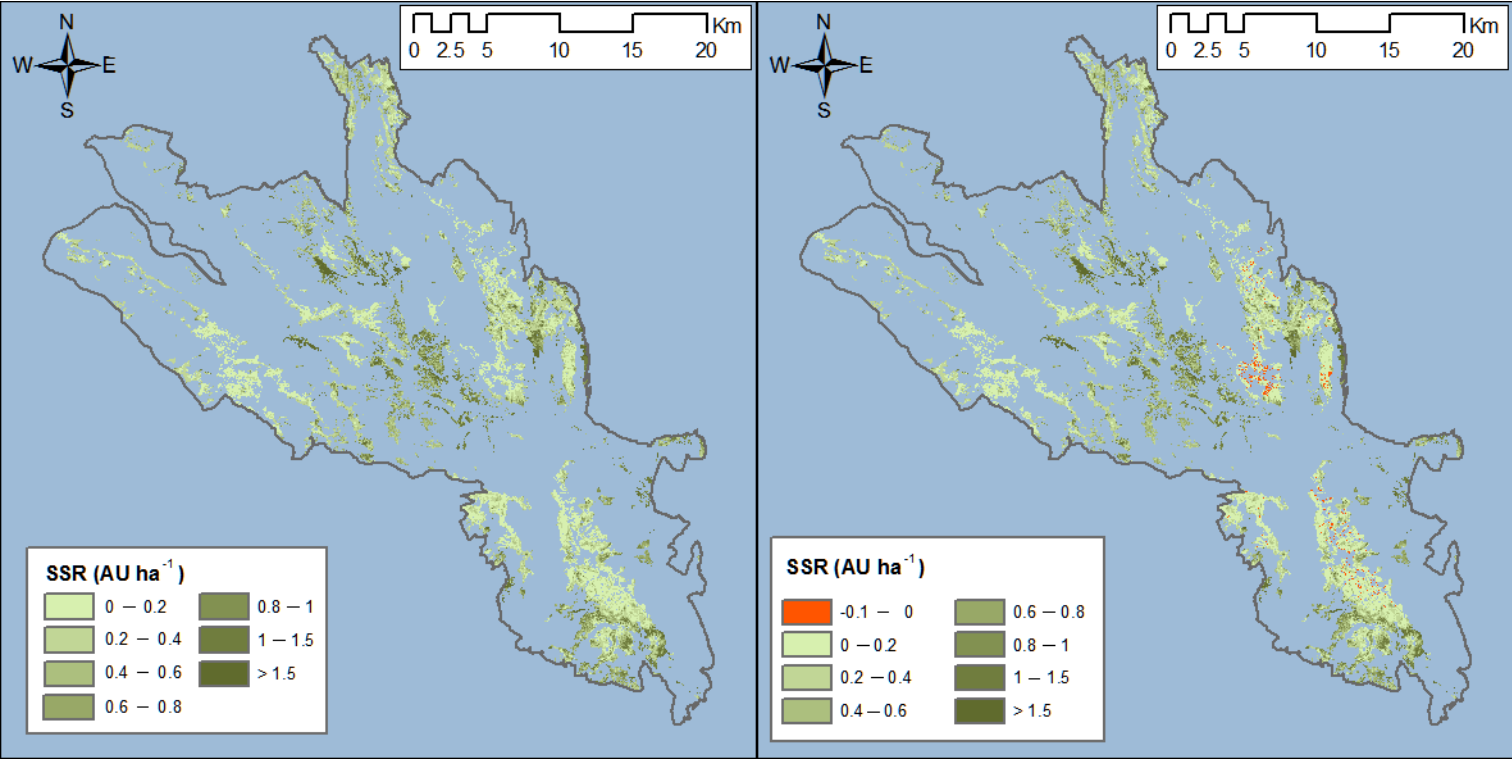 N
W E
S
Km
0 2.5 5 10 15 20
SSR (AU ha⁻¹)
0 – 0.2
0.2 – 0.4
0.4 – 0.6
0.6 – 0.8
0.8 – 1
1 – 1.5
> 1.5
N
W E
S
Km
0 2.5 5 10 15 20
SSR (AU ha⁻¹)
-0.1 – 0
0 – 0.2
0.2 – 0.4
0.4 – 0.6
0.6 – 0.8
0.8 – 1
1 – 1.5
> 1.5